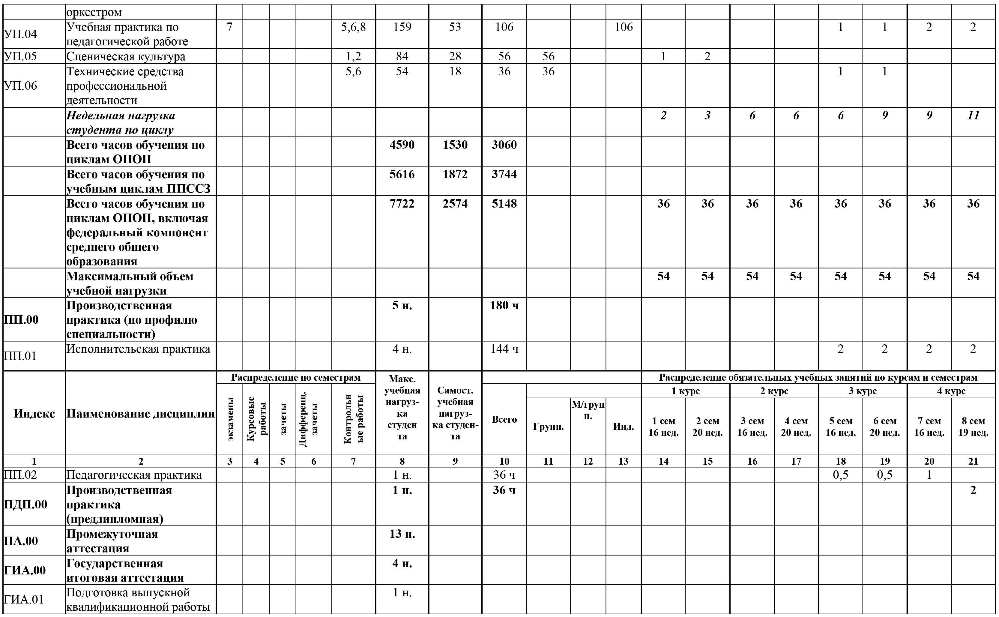 оркестром
УП.04 Учебная практика по 7 5,6,8 159 53 106 106 1 1 2 2
педагогической работе
УП.05 Сценическая культура 1,2 84 28 56 56 1 2
Технические средства 5,6 54 18 36 36 1 1
УП.06 профессиональной
деятельности
Недельная нагрузка 2 3 6 6 6 9 9 11
студента по циклу
Всего часов обучения по 4590 1530 3060
циклам ОПОП
Всего часов обучения по 5616 1872 3744
учебным циклам ППССЗ
Всего часов обучения по 7722 2574 5148 36 36 36 36 36 36 36 36
циклам ОПОП, включая
федеральный компонент
среднего общего
образования
Максимальный объем 54 54 54 54 54 54 54 54
учебной нагрузки
Производственная 5 н. 180 ч
ПП.00 практика (по профилю
специальности)
ПП.01 Исполнительская практика 4 н. 144 ч 2 2 2 2
Индекс
Наименование дисциплин
Распределение по семестрам
экзамены
Курсовые
работы
зачеты
Дифференц.
зачеты
Контрольн
ые работы
Макс.
учебная
нагруз-
ка
студен
та
Самост.
учебная
нагруз-
ка студен-
та
Всего
Групп.
М/груп
п.
Инд.
Распределение обязательных учебных занятий по курсам и семестрам
1 курс 2 курс 3 курс 4 курс
1 сем 2 сем 3 сем 4 сем 5 сем 6 сем 7 сем 8 сем
16 нед. 20 нед. 16 нед. 20 нед. 16 нед. 20 нед. 16 нед. 19 нед.
1 2 3 4 5 6 7 8 9 10 11 12 13 14 15 16 17 18 19 20 21
ПП.02 Педагогическая практика 1 н. 36 ч 0,5 0,5 1
Производственная 1 н. 36 ч 2
ПДП.00 практика
(преддипломная)
ПА.00 Промежуточная 13 н.
аттестация
ГИА.00 Государственная 4 н.
итоговая аттестация
ГИА.01 Подготовка выпускной 1 н.
квалификационной работы